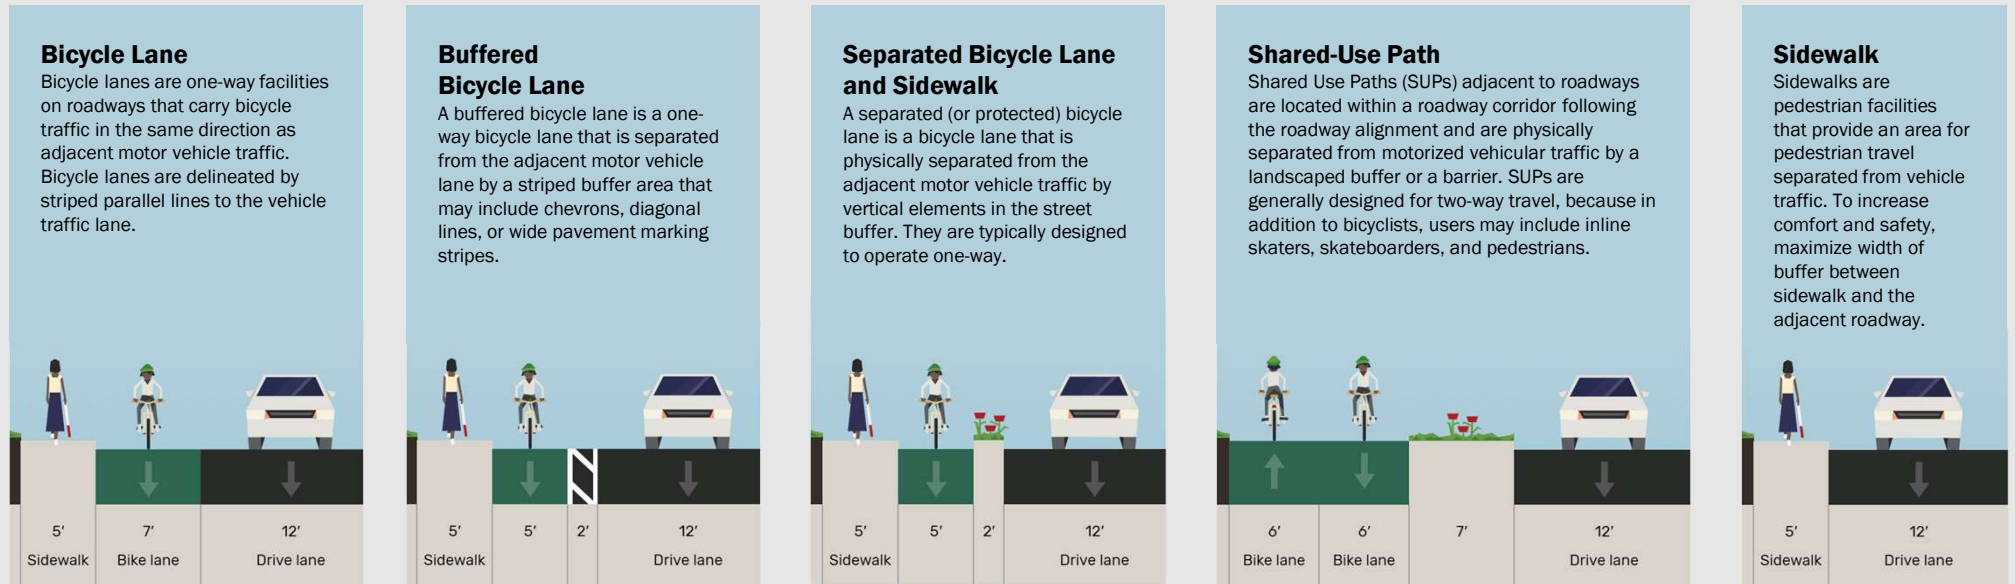 Bicycle Lane
Bicycle lanes are one-way facilities
on roadways that carry bicycle
traffic in the same direction as
adjacent motor vehicle traffic.
Bicycle lanes are delineated by
striped parallel lines to the vehicle
traffic lane.
5′ 7′ 12′
Sidewalk Bike lane Drive lane
Buffered
Bicycle Lane
A buffered bicycle lane is a one-
way bicycle lane that is separated
from the adjacent motor vehicle
lane by a striped buffer area that
may include chevrons, diagonal
lines, or wide pavement marking
stripes.
5′ 5′ 2′ 12′
Sidewalk Drive lane
Separated Bicycle Lane
and Sidewalk
A separated (or protected) bicycle
lane is a bicycle lane that is
physically separated from the
adjacent motor vehicle traffic by
vertical elements in the street
buffer. They are typically designed
to operate one-way.
5′ 5′ 2′ 12′
Sidewalk Drive lane
Shared-Use Path
Shared Use Paths (SUPs) adjacent to roadways
are located within a roadway corridor following
the roadway alignment and are physically
separated from motorized vehicular traffic by a
landscaped buffer or a barrier. SUPs are
generally designed for two-way travel, because in
addition to bicyclists, users may include inline
skaters, skateboarders, and pedestrians.
6′ 6′ 7′ 12′
Bike lane Bike lane Drive lane
Sidewalk
Sidewalks are
pedestrian facilities
that provide an area for
pedestrian travel
separated from vehicle
traffic. To increase
comfort and safety,
maximize width of
buffer between
sidewalk and the
adjacent roadway.
5′ 12′
Sidewalk Drive lane